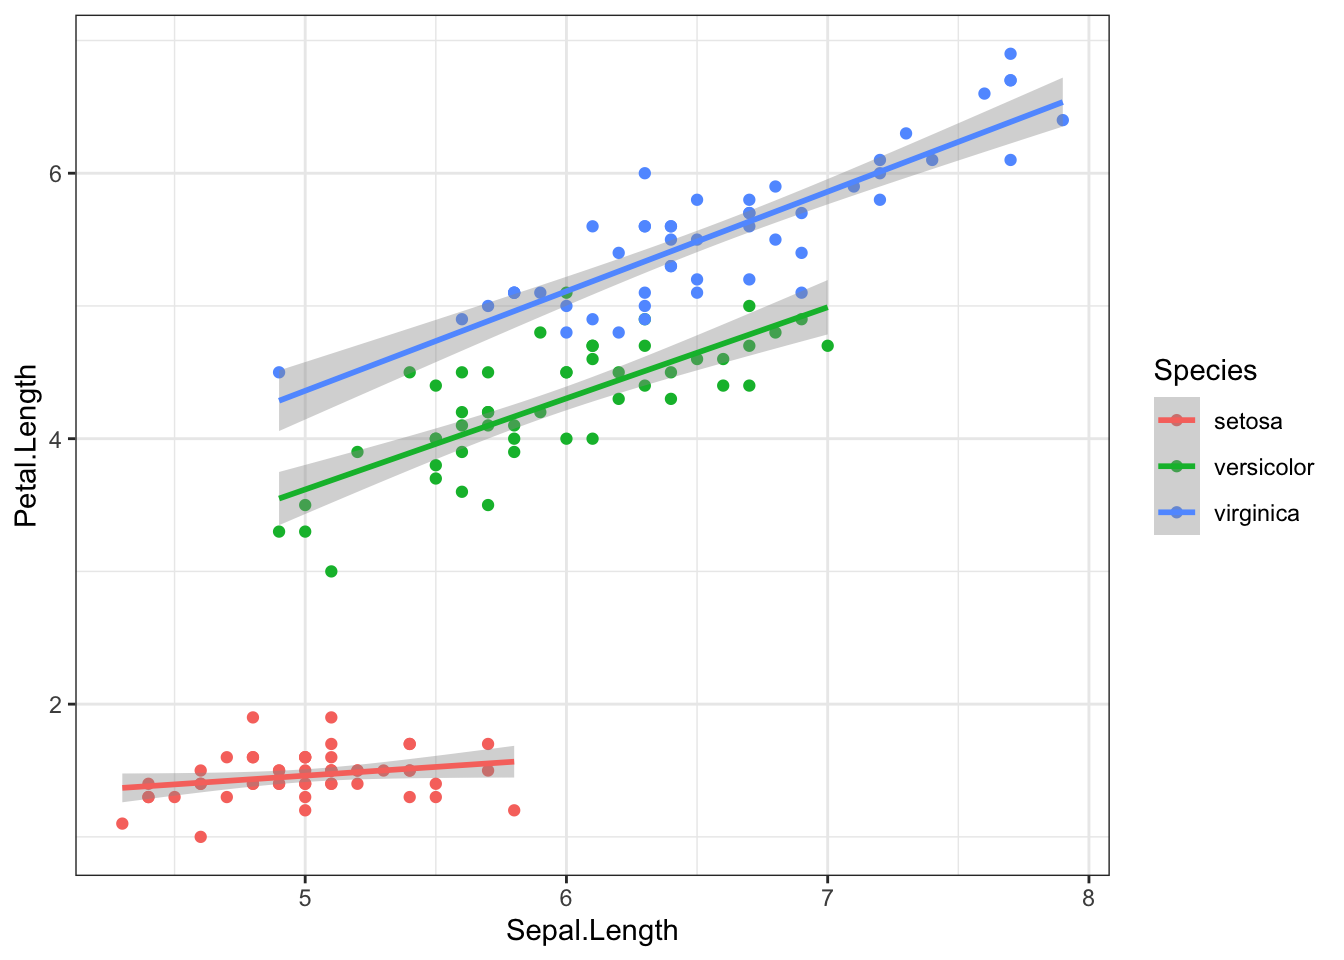 Petal.Length
6
4
2
5 6 7 8
Sepal.Length
Species
setosa
versicolor
virginica